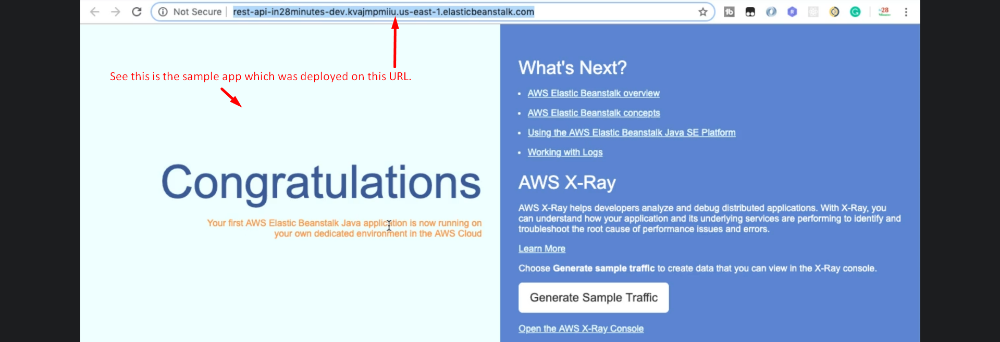 Not Secure
rest-api-in28minutes-dev.kvajmpmiiu.us-east-1.elasticbeanstalk.com
See this is the sample app which was deployed on this URL.
Congratulations
Your first AWS Elastic Beanstalk Java application is now running on
your own dedicated environment in the AWS Cloud
What's Next?
AWS Elastic Beanstalk overview
AWS Elastic Beanstalk concepts
Using the AWS Elastic Beanstalk Java SE Platform
Working with Logs
AWS X-Ray
AWS X-Ray helps developers analyze and debug distributed applications. With X-Ray, you
can understand how your application and its underlying services are performing to identify and
troubleshoot the root cause of performance issues and errors.
Learn More
Choose Generate sample traffic to create data that you can view in the X-Ray console.
Generate Sample Traffic
Open the AWS X-Ray Console